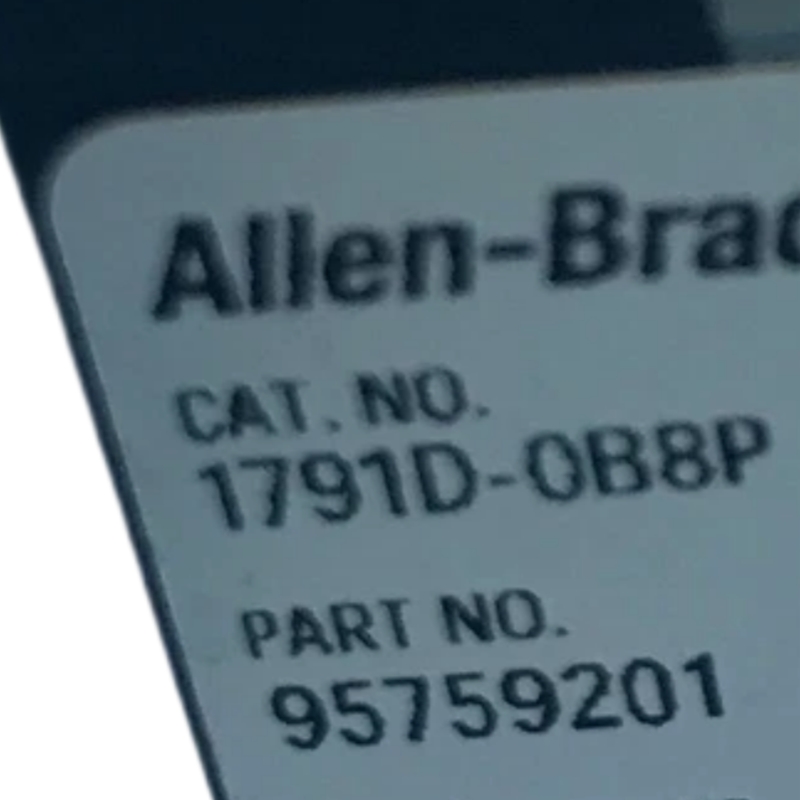 Allen-Brad
CAT. NO.
1791D-0B8P
PART NO.
95759201